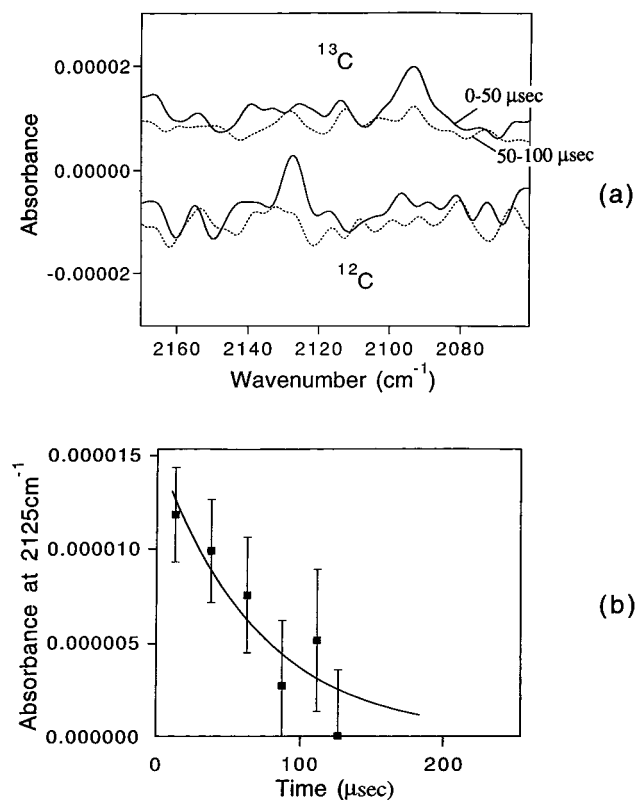 ¹³C
0.00002
0-50 μsec
50-100 μsec
0.00000
(a)
Absorbance
-0.00002
¹²C
2160 2140 2120 2100 2080
Wavenumber (cm⁻¹)
0.000015
0.000010
0.000005
0.000000
Absorbance at 2125cm⁻¹
(b)
0 100 200
Time (μsec)